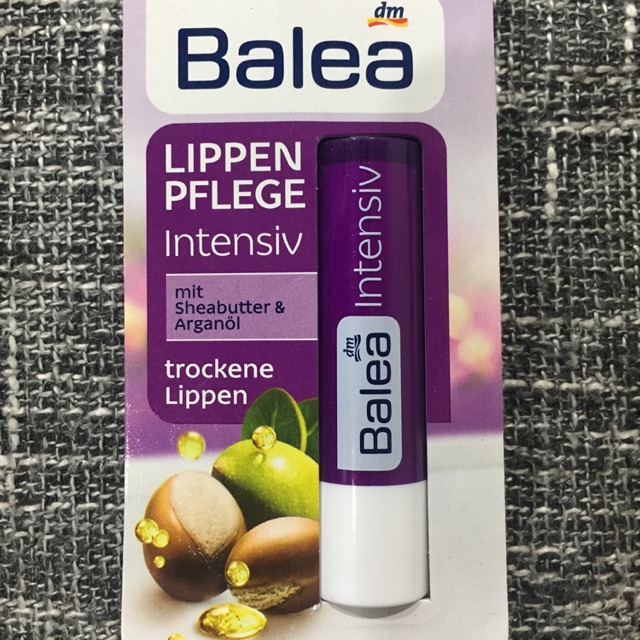 dm
Balea
LIPPEN
PFLEGE
Intensiv
mit
Sheabutter &
Arganöl
trockene
Lippen
Intensiv
dm
Balea